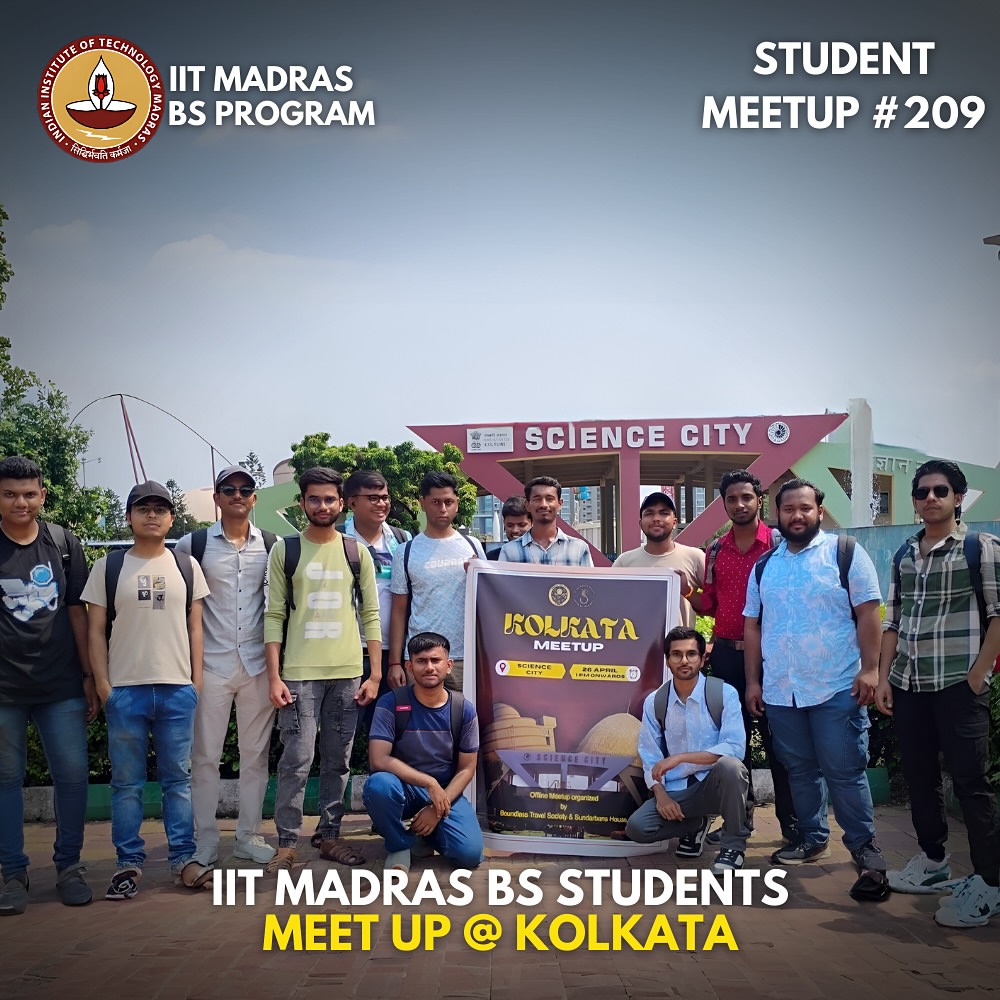 INDIAN INSTITUTE OF TECHNOLOGY MADRAS
सिद्धिर्भवति कर्मजा
IIT MADRAS
BS PROGRAM
STUDENT
MEETUP #209
SCIENCE CITY
KOLKATA
MEETUP
SCIENCE
CITY
26 APRIL
1 PM ONWARDS
SCIENCE CITY
Offline Meetup organized
by
Boundless Travel Society & Sundarbans House
IIT MADRAS BS STUDENTS
MEET UP @ KOLKATA